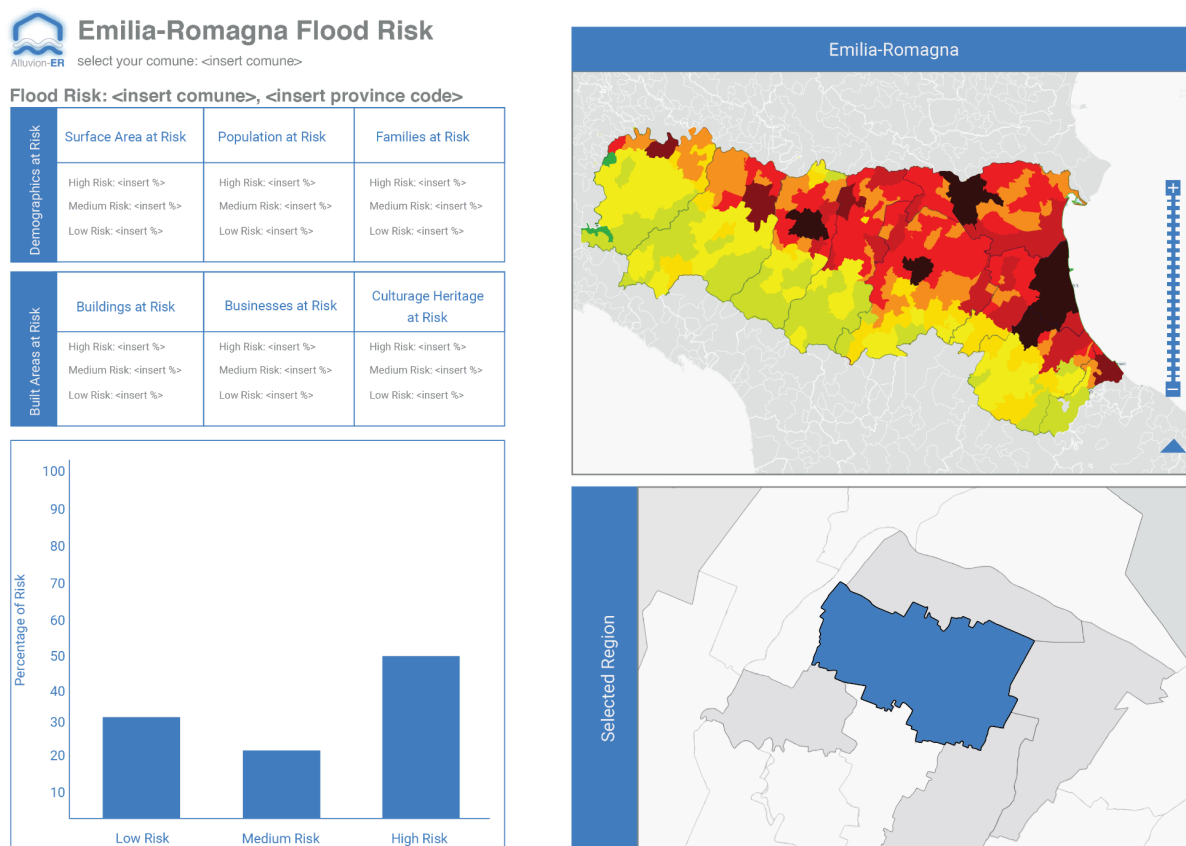 Emilia-Romagna Flood Risk
Alluvion-ER
select your comune: <insert comune>
Flood Risk: <insert comune>, <insert province code>
Demographics at Risk
Surface Area at Risk
Population at Risk
Families at Risk
High Risk: <insert %>
High Risk: <insert %>
High Risk: <insert %>
Medium Risk: <insert %>
Medium Risk: <insert %>
Medium Risk: <insert %>
Low Risk: <insert %>
Low Risk: <insert %>
Low Risk: <insert %>
Built Areas at Risk
Buildings at Risk
Businesses at Risk
Culturage Heritage
at Risk
High Risk: <insert %>
High Risk: <insert %>
High Risk: <insert %>
Medium Risk: <insert %>
Medium Risk: <insert %>
Medium Risk: <insert %>
Low Risk: <insert %>
Low Risk: <insert %>
Low Risk: <insert %>
Percentage of Risk
100
90
80
70
60
50
40
30
20
10
Low Risk
Medium Risk
High Risk
Emilia-Romagna
+
−
Selected Region